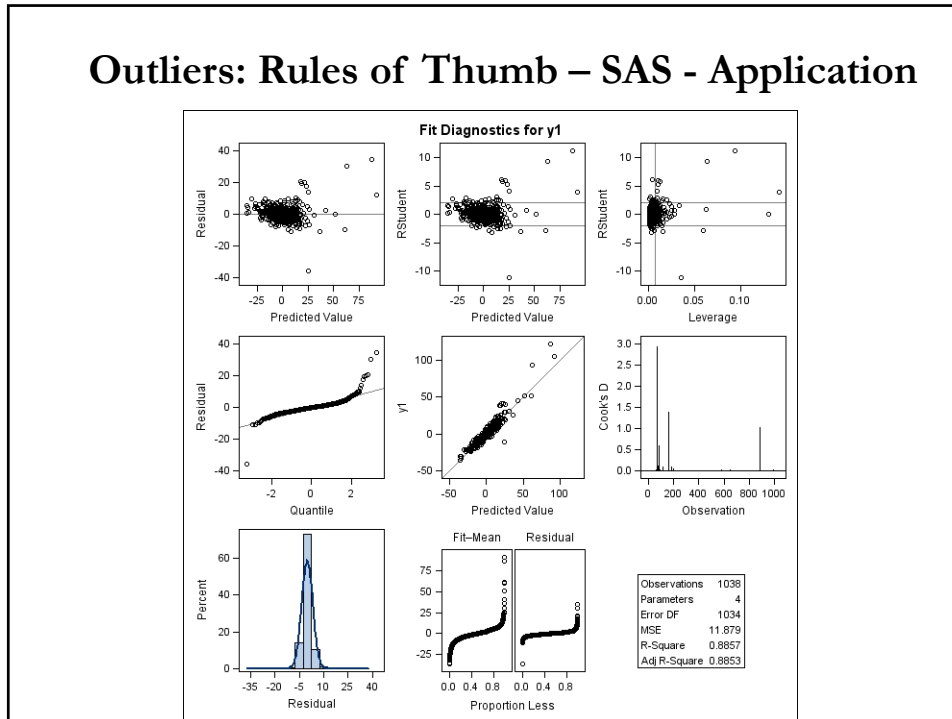 Outliers: Rules of Thumb – SAS - Application
Fit Diagnostics for y1
40
20
0
-20
-40
Residual
-25 0 25 50 75
Predicted Value
10
5
0
-5
-10
RStudent
-25 0 25 50 75
Predicted Value
10
5
0
-5
-10
RStudent
0.00 0.05 0.10
Leverage
40
20
0
-20
-40
Residual
-2 0 2
Quantile
100
50
0
-50
y1
-50 0 50 100
Predicted Value
3.0
2.5
2.0
1.5
1.0
0.5
0.0
Cook's D
0 200 400 600 800 1000
Observation
60
40
20
0
Percent
-35 -20 -5 10 25 40
Residual
Fit–Mean Residual
75
50
25
0
-25
0.0 0.4 0.8 0.0 0.4 0.8
Proportion Less
Observations 1038
Parameters 4
Error DF 1034
MSE 11.879
R-Square 0.8857
Adj R-Square 0.8853